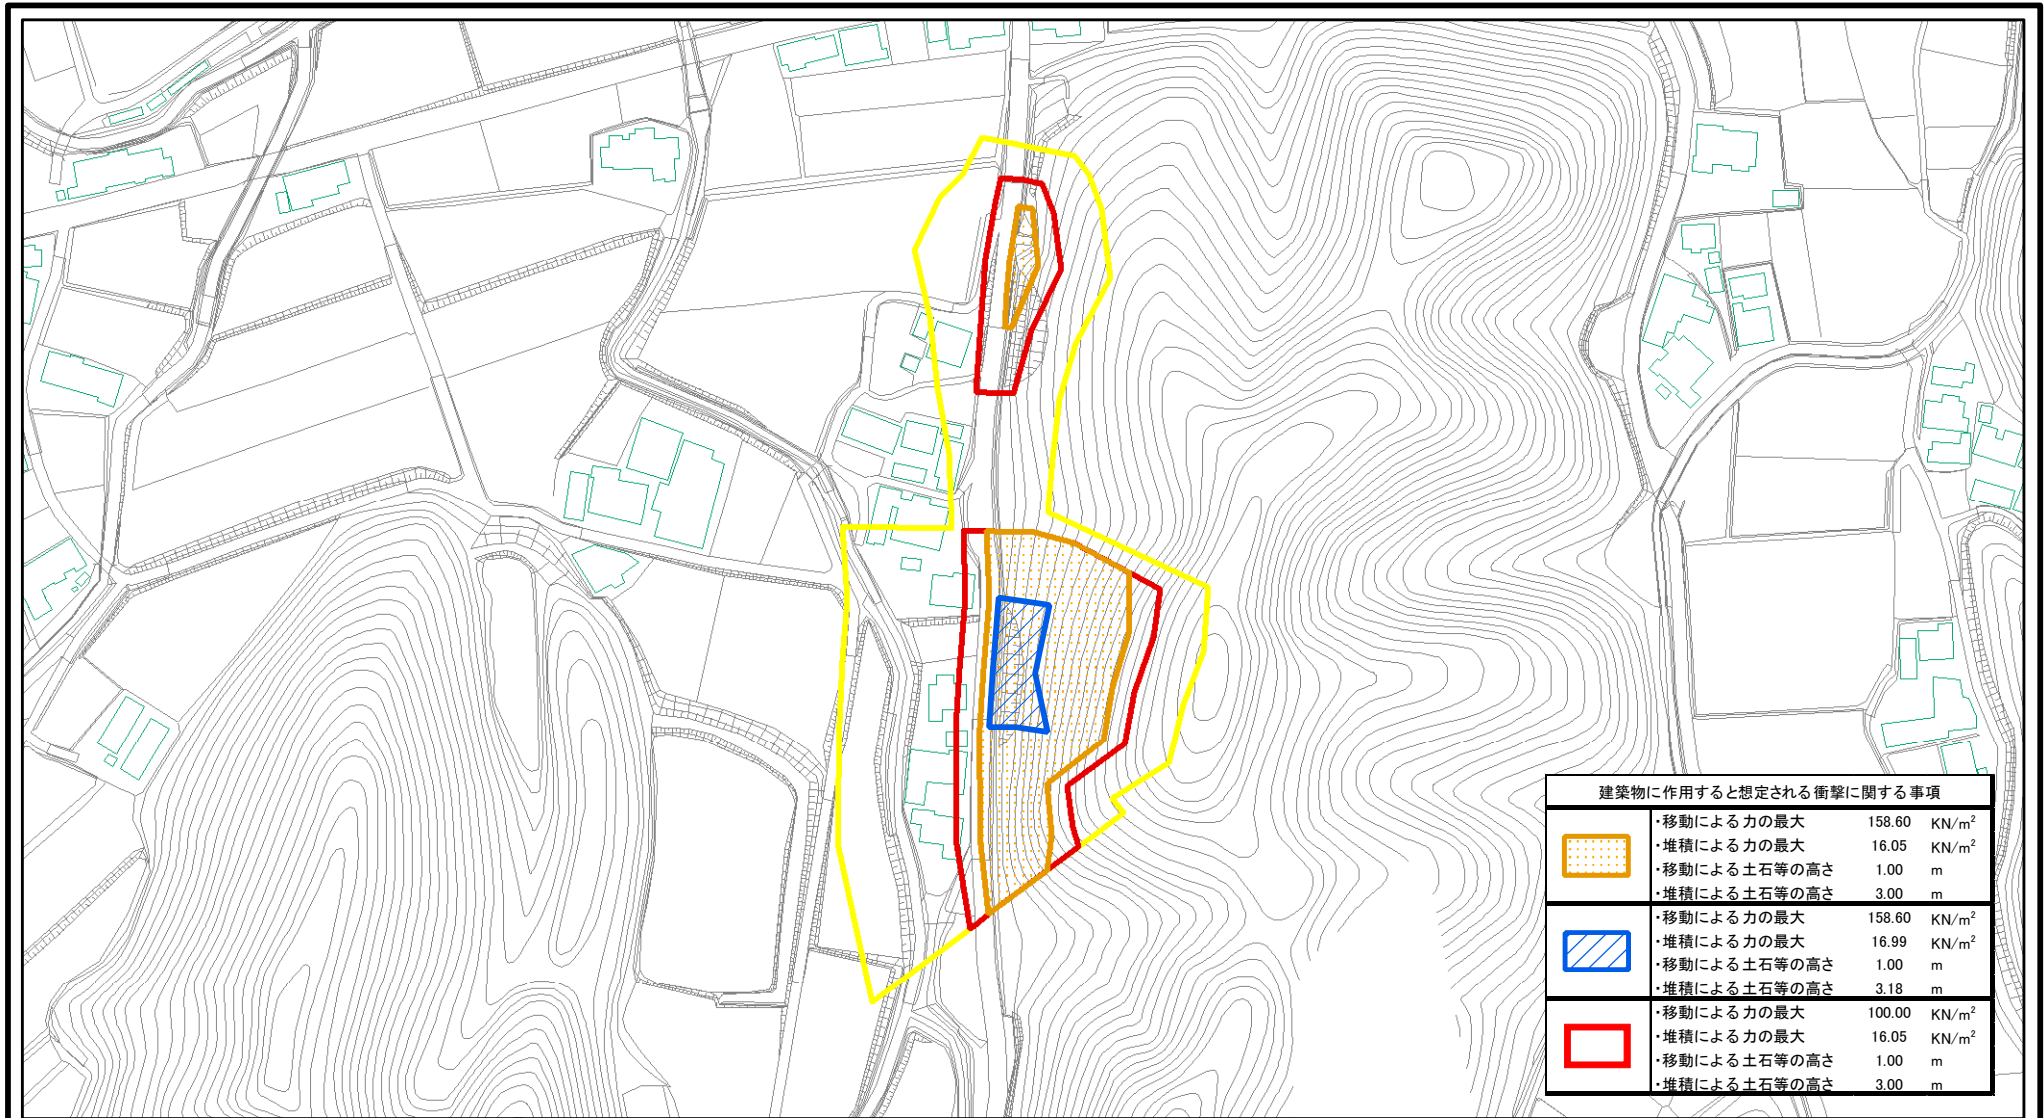 建築物に作用すると想定される衝撃に関する事項
・移動による力の最大 158.60 KN/m²
・堆積による力の最大 16.05 KN/m²
・移動による土石等の高さ 1.00 m
・堆積による土石等の高さ 3.00 m
・移動による力の最大 158.60 KN/m²
・堆積による力の最大 16.99 KN/m²
・移動による土石等の高さ 1.00 m
・堆積による土石等の高さ 3.18 m
・移動による力の最大 100.00 KN/m²
・堆積による力の最大 16.05 KN/m²
・移動による土石等の高さ 1.00 m
・堆積による土石等の高さ 3.00 m